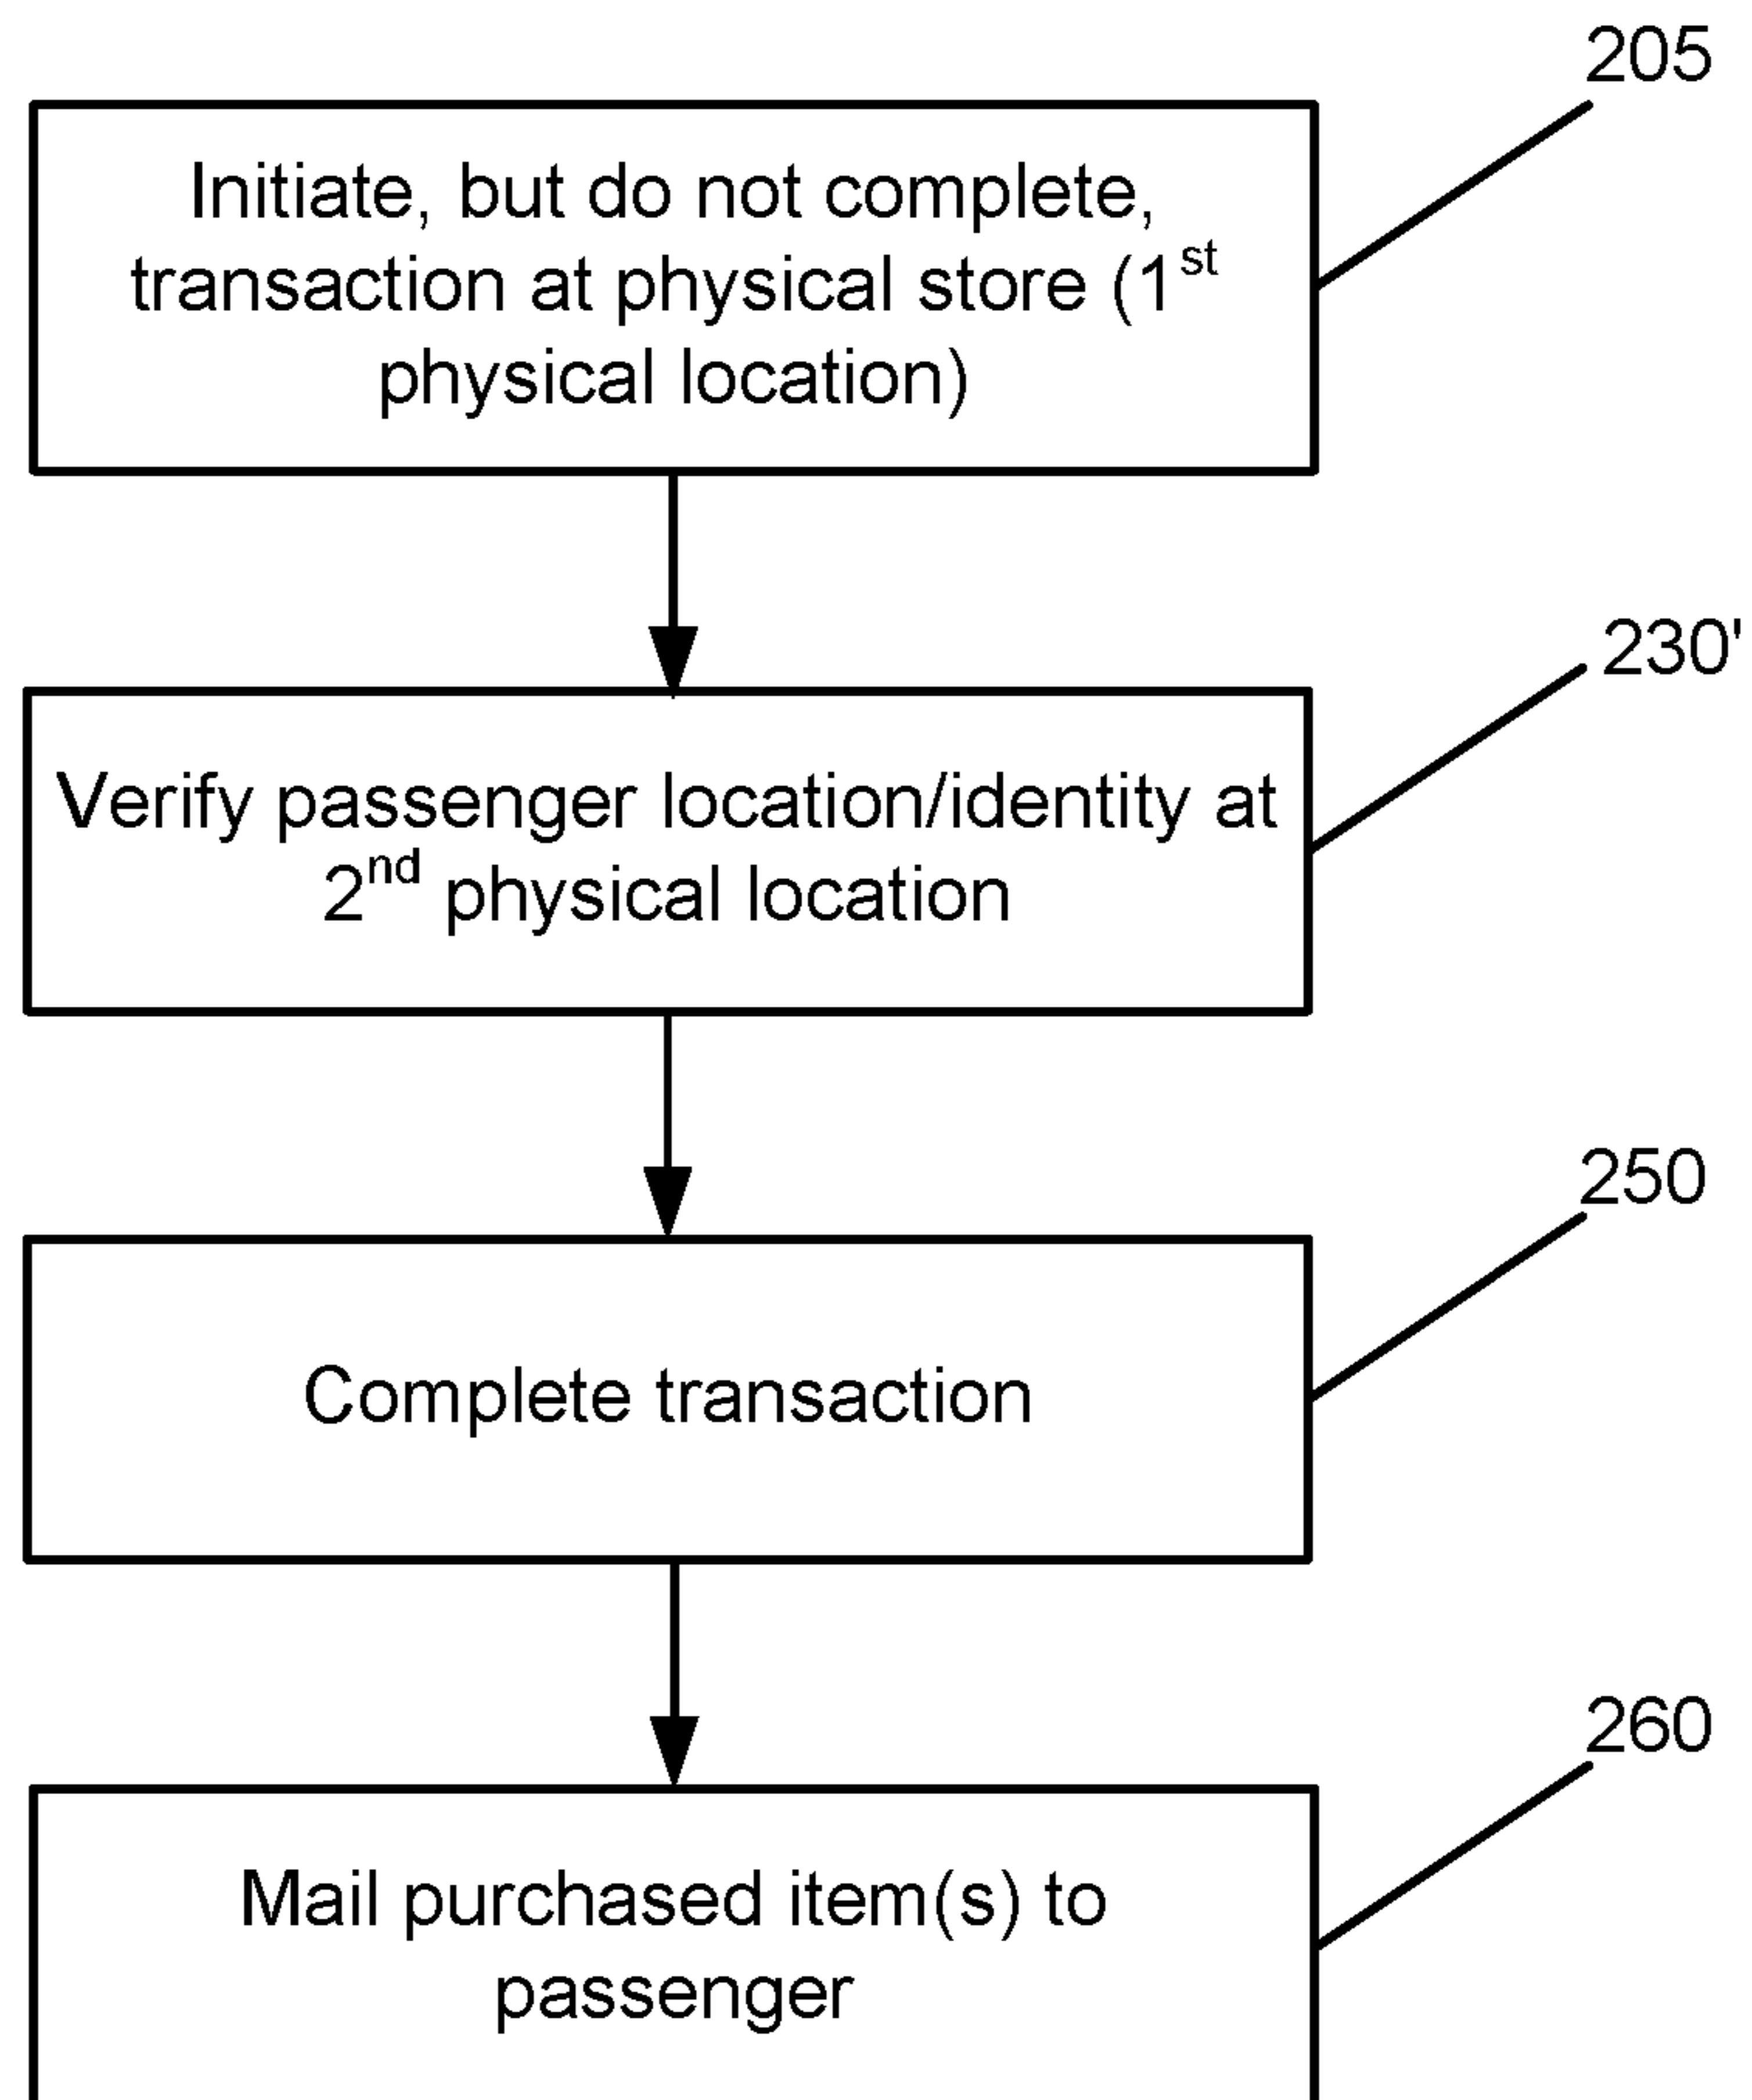 205
Initiate, but do not complete,
transaction at physical store (1st
physical location)
230'
Verify passenger location/identity at
2nd physical location
250
Complete transaction
260
Mail purchased item(s) to
passenger